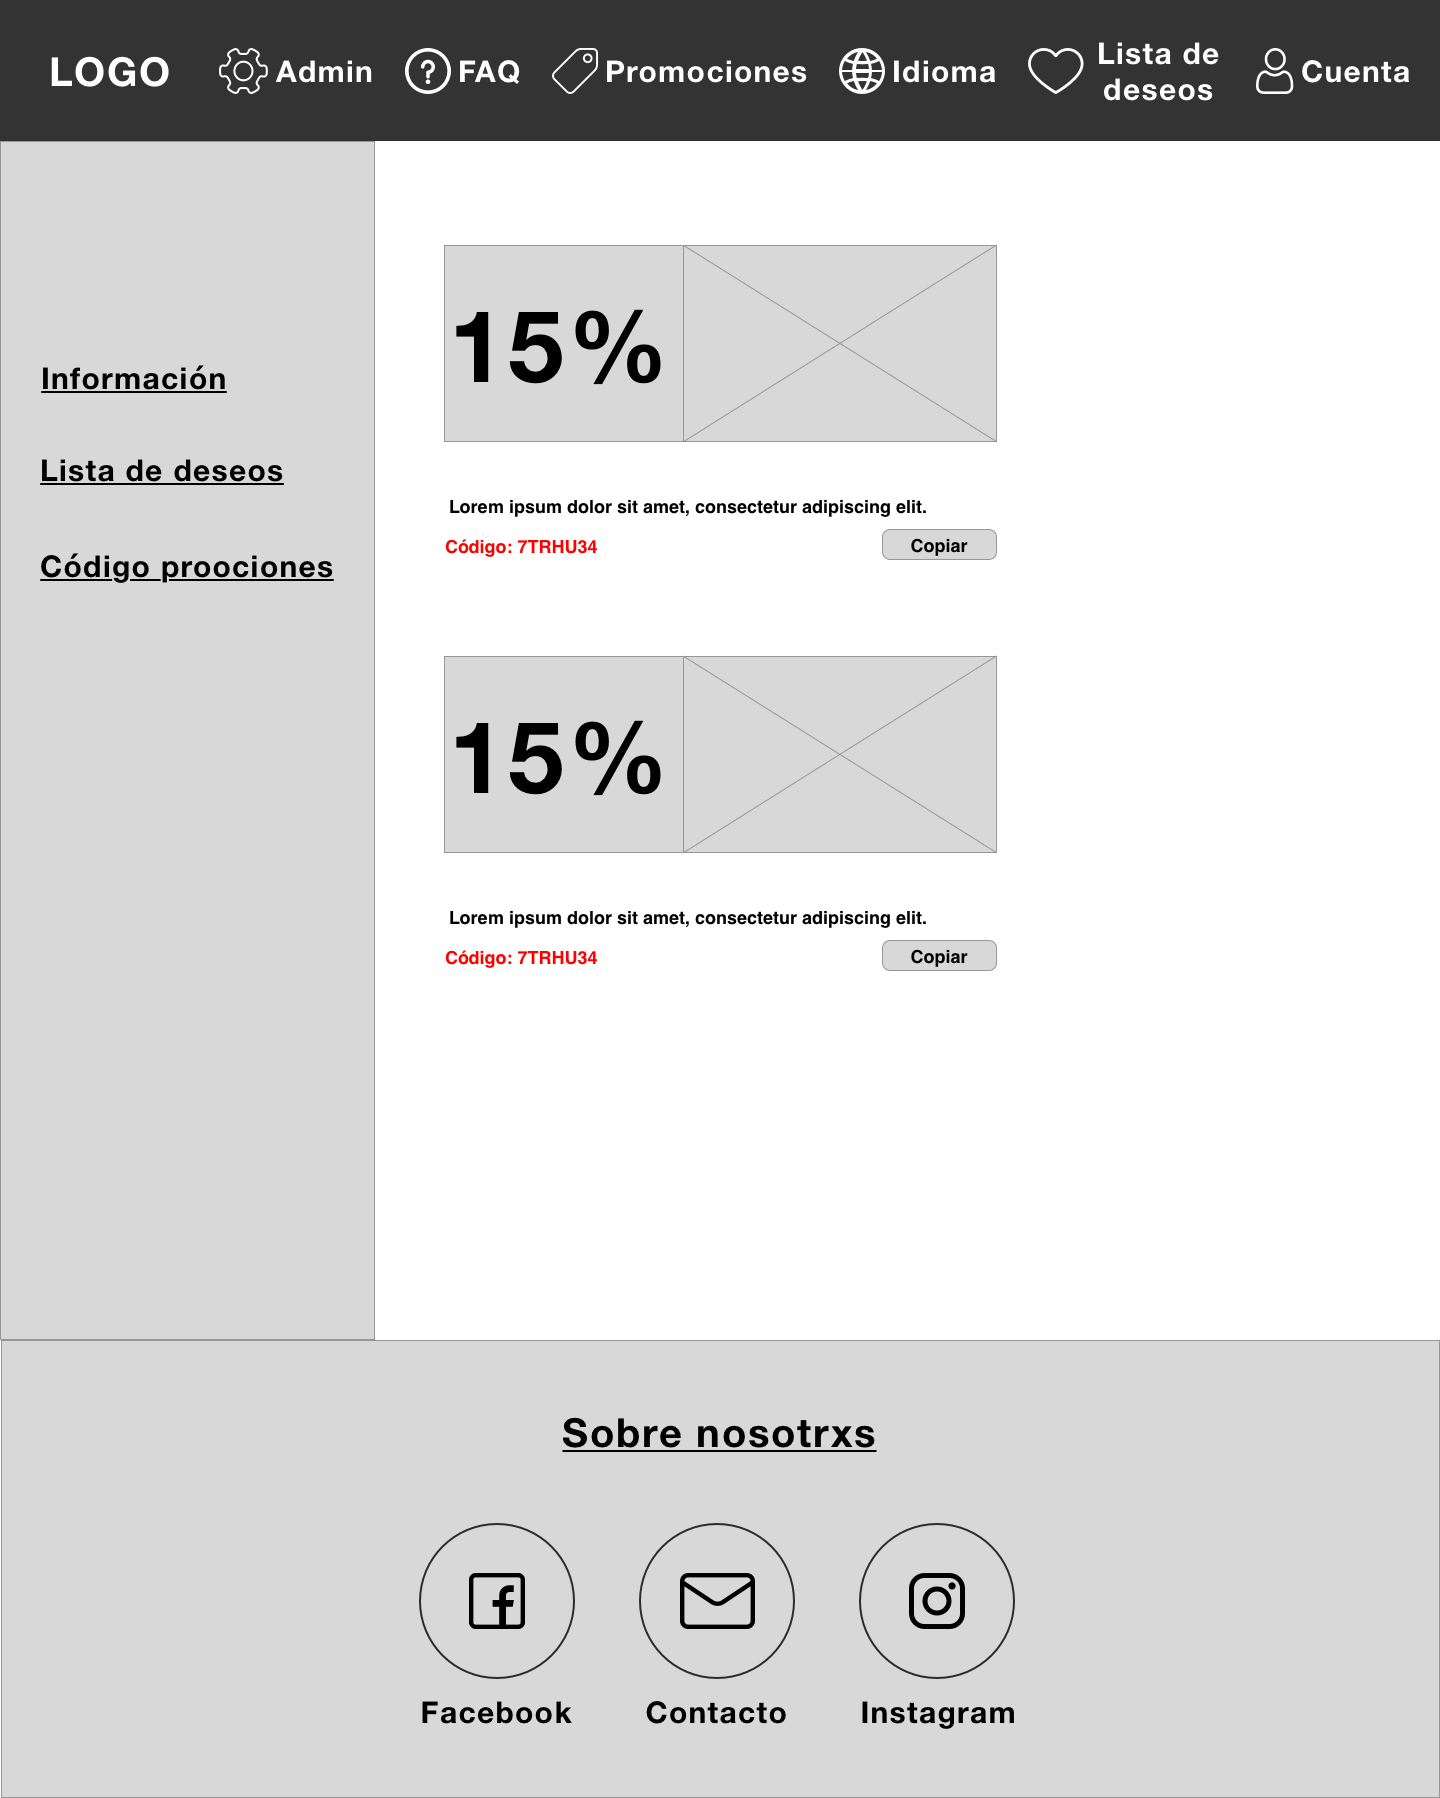 LOGO
Admin
FAQ
Promociones
Idioma
Lista de
deseos
Cuenta
Información
Lista de deseos
Código proociones
15%
Lorem ipsum dolor sit amet, consectetur adipiscing elit.
Código: 7TRHU34
Copiar
15%
Lorem ipsum dolor sit amet, consectetur adipiscing elit.
Código: 7TRHU34
Copiar
Sobre nosotrxs
Facebook
Contacto
Instagram